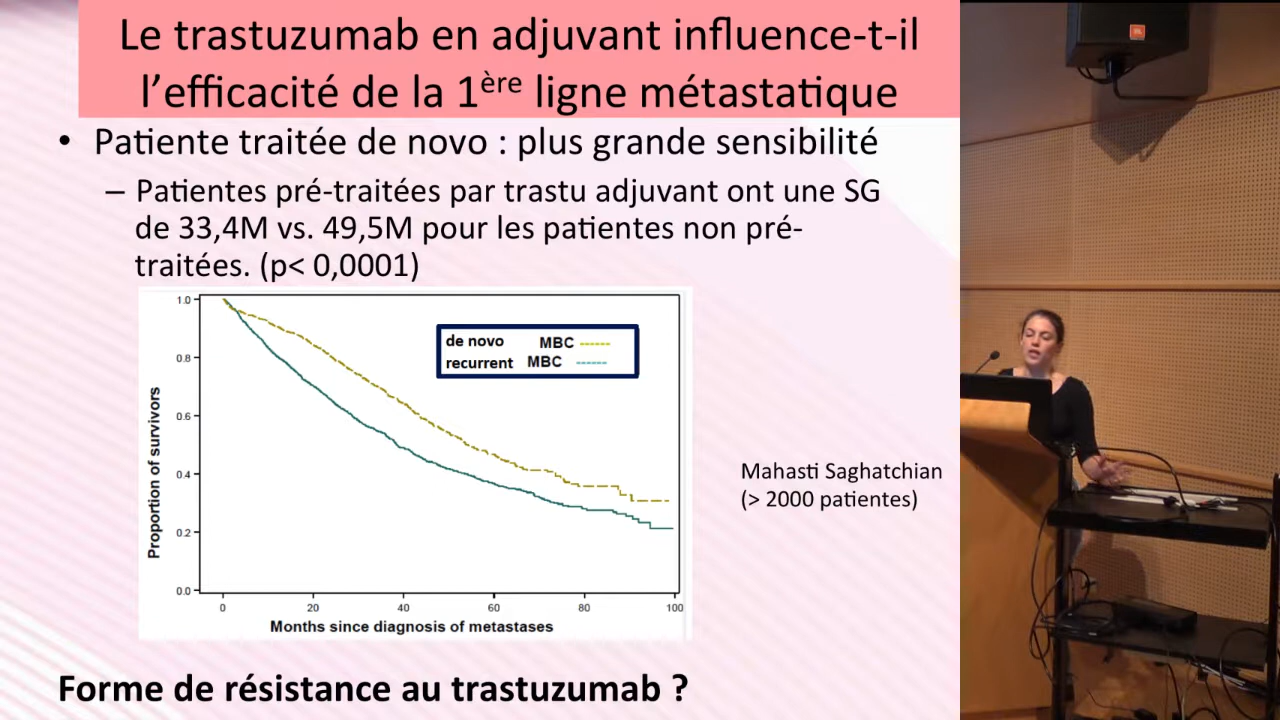 Le trastuzumab en adjuvant influence-t-il
l'efficacité de la 1ère ligne métastatique
• Patiente traitée de novo : plus grande sensibilité
– Patientes pré-traitées par trastu adjuvant ont une SG
de 33,4M vs. 49,5M pour les patientes non pré-
traitées. (p< 0,0001)
1.0
0.8
0.6
0.4
0.2
0.0
Proportion of survivors
de novo MBC
recurrent MBC
0 20 40 60 80 100
Months since diagnosis of metastases
Mahasti Saghatchian
(> 2000 patientes)
Forme de résistance au trastuzumab ?